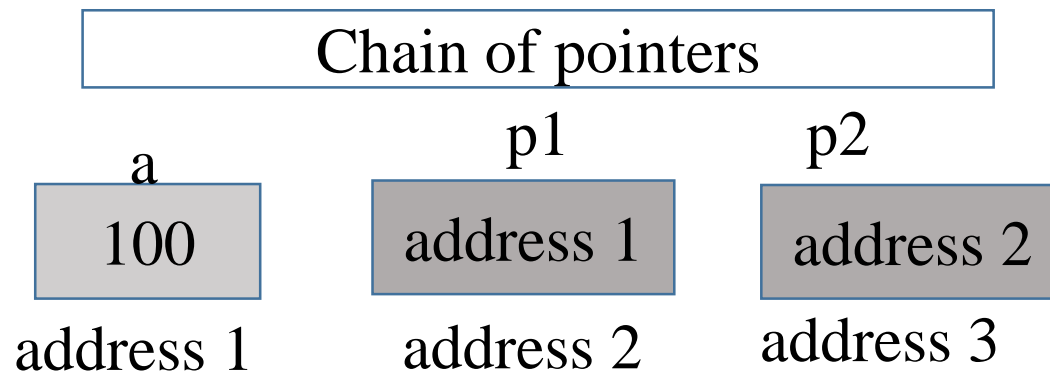 Chain of pointers
a p1 p2
100 address 1 address 2
address 1 address 2 address 3